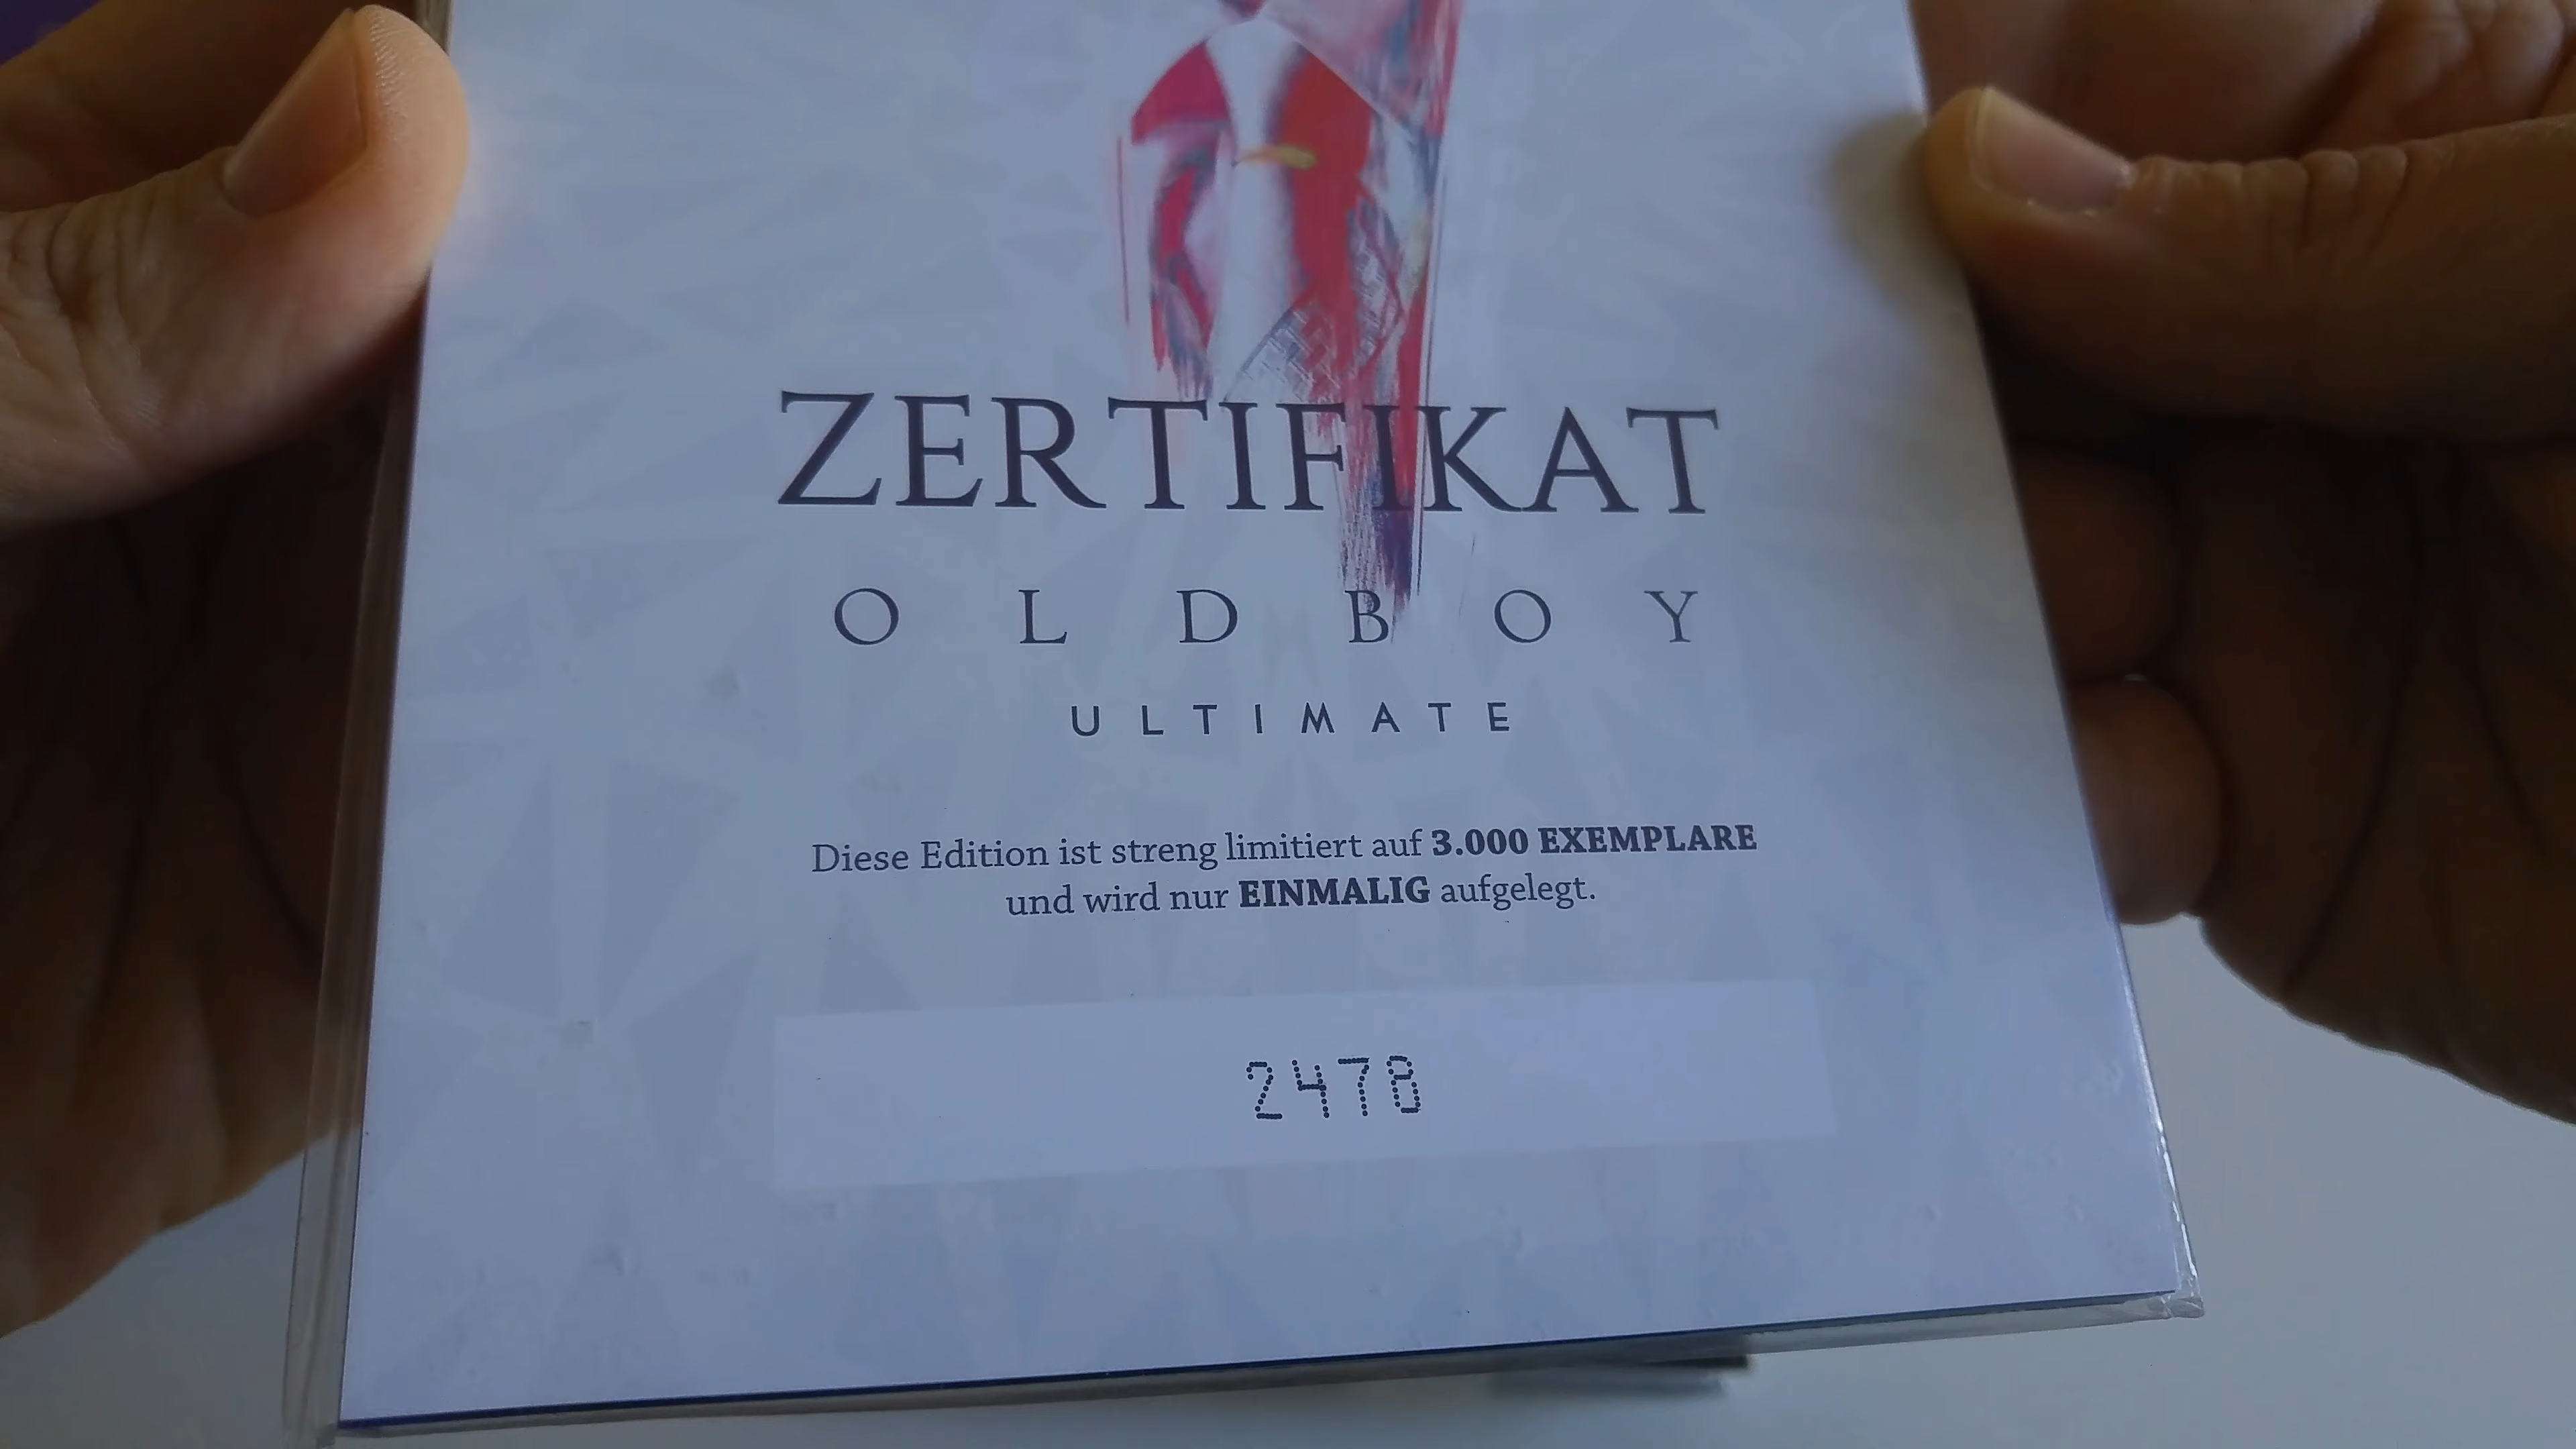 ZERTIFIKAT
OLDBOY
ULTIMATE
Diese Edition ist streng limitiert auf 3.000 EXEMPLARE
und wird nur EINMALIG aufgelegt.
2478